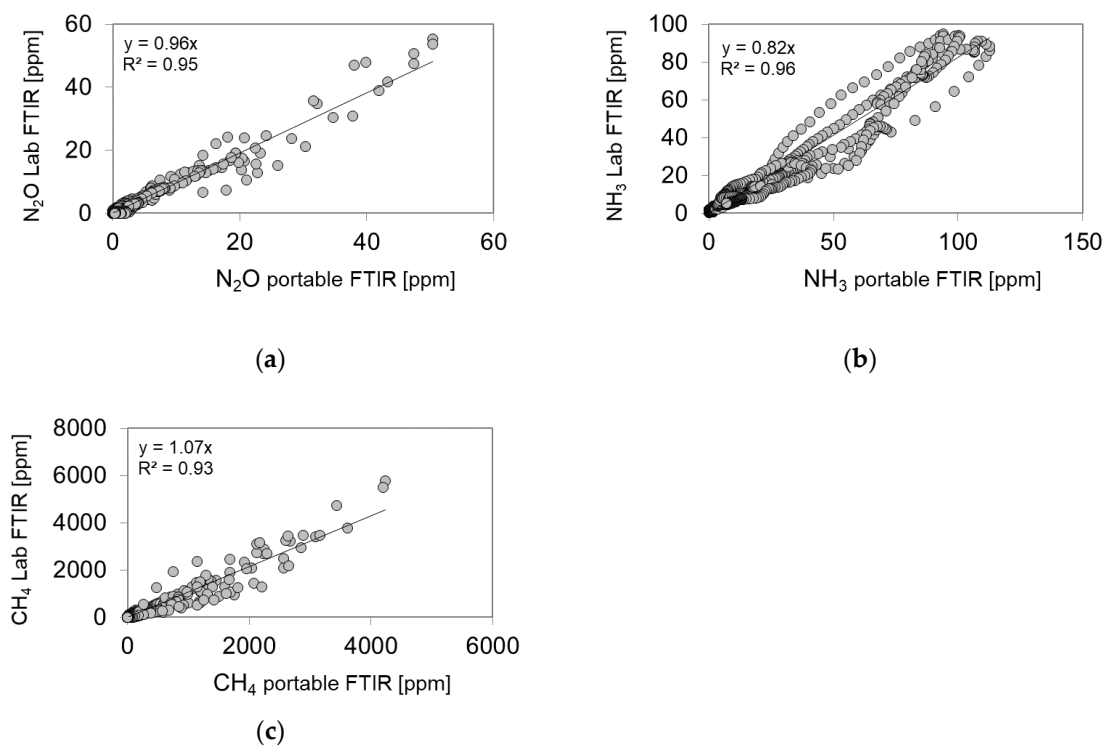 60
40
20
0
N₂O Lab FTIR [ppm]
y = 0.96x
R² = 0.95
0 20 40 60
N₂O portable FTIR [ppm]
(a)
100
80
60
40
20
0
NH₃ Lab FTIR [ppm]
y = 0.82x
R² = 0.96
0 50 100 150
NH₃ portable FTIR [ppm]
(b)
8000
6000
4000
2000
0
CH₄ Lab FTIR [ppm]
y = 1.07x
R² = 0.93
0 2000 4000 6000
CH₄ portable FTIR [ppm]
(c)